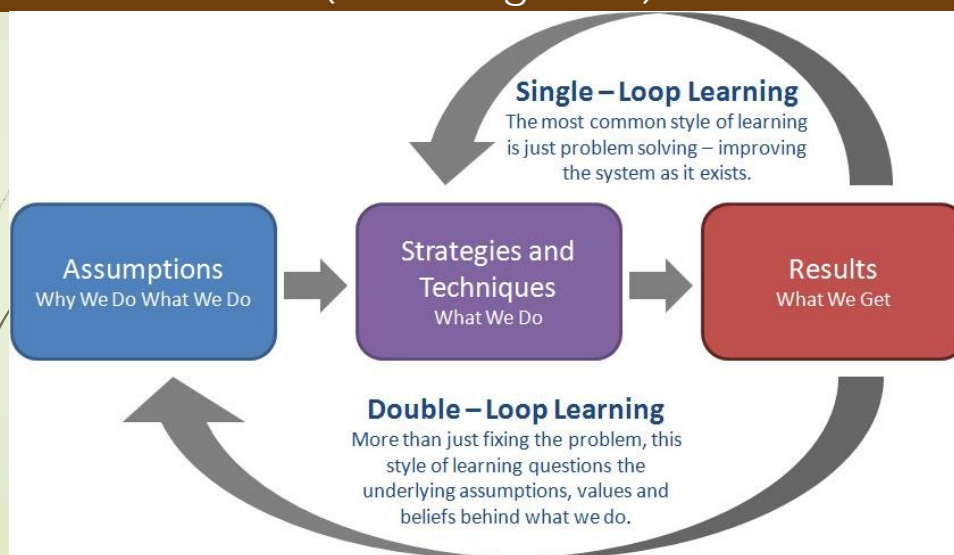 Single – Loop Learning
The most common style of learning
is just problem solving – improving
the system as it exists.
Assumptions
Why We Do What We Do
Strategies and
Techniques
What We Do
Results
What We Get
Double – Loop Learning
More than just fixing the problem, this
style of learning questions the
underlying assumptions, values and
beliefs behind what we do.